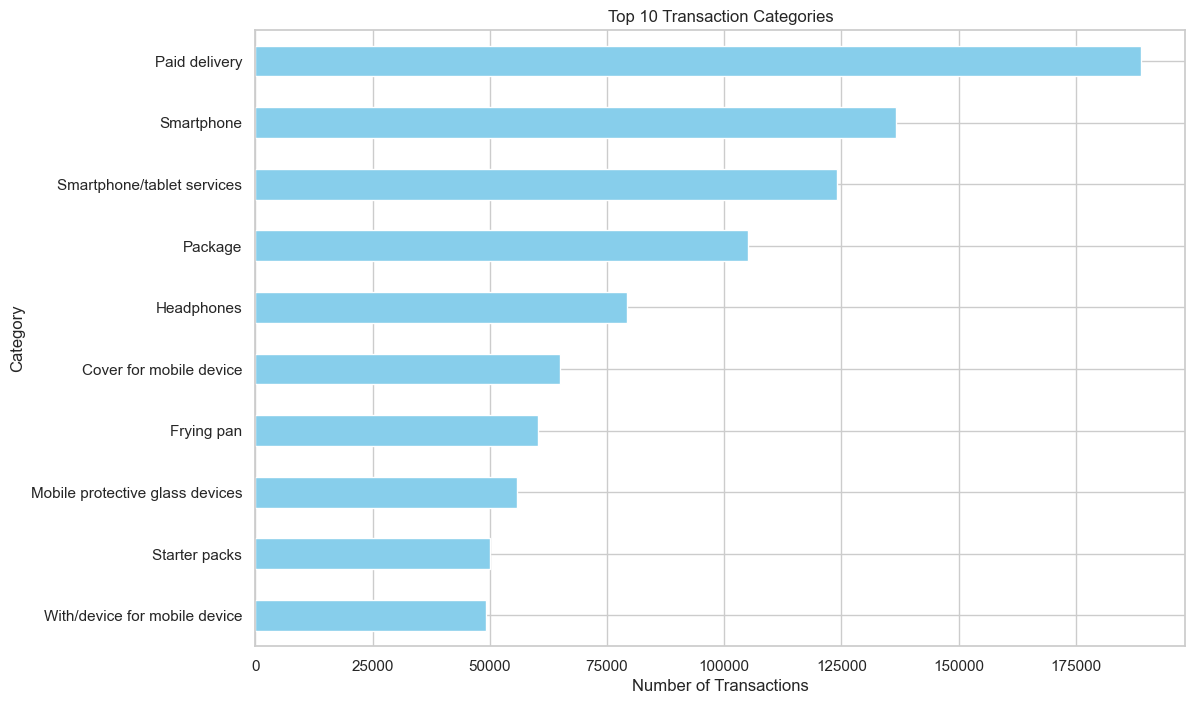 Top 10 Transaction Categories
Category
Paid delivery
Smartphone
Smartphone/tablet services
Package
Headphones
Cover for mobile device
Frying pan
Mobile protective glass devices
Starter packs
With/device for mobile device
0 25000 50000 75000 100000 125000 150000 175000
Number of Transactions